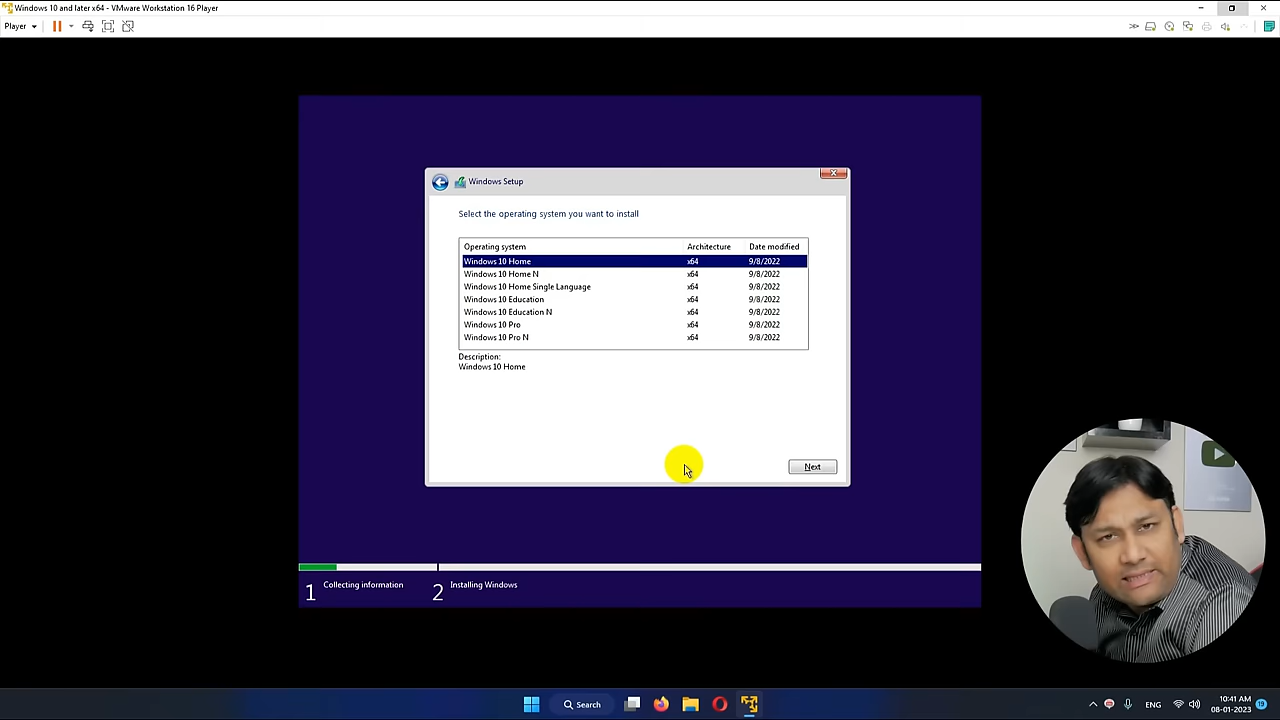 Windows 10 and later x64 - VMware Workstation 16 Player
Player
Windows Setup
Select the operating system you want to install
Operating system Architecture Date modified
Windows 10 Home x64 9/8/2022
Windows 10 Home N x64 9/8/2022
Windows 10 Home Single Language x64 9/8/2022
Windows 10 Education x64 9/8/2022
Windows 10 Education N x64 9/8/2022
Windows 10 Pro x64 9/8/2022
Windows 10 Pro N x64 9/8/2022
Description:
Windows 10 Home
Next
1 Collecting information 2 Installing Windows
Search
ENG
10:41 AM
08-01-2023